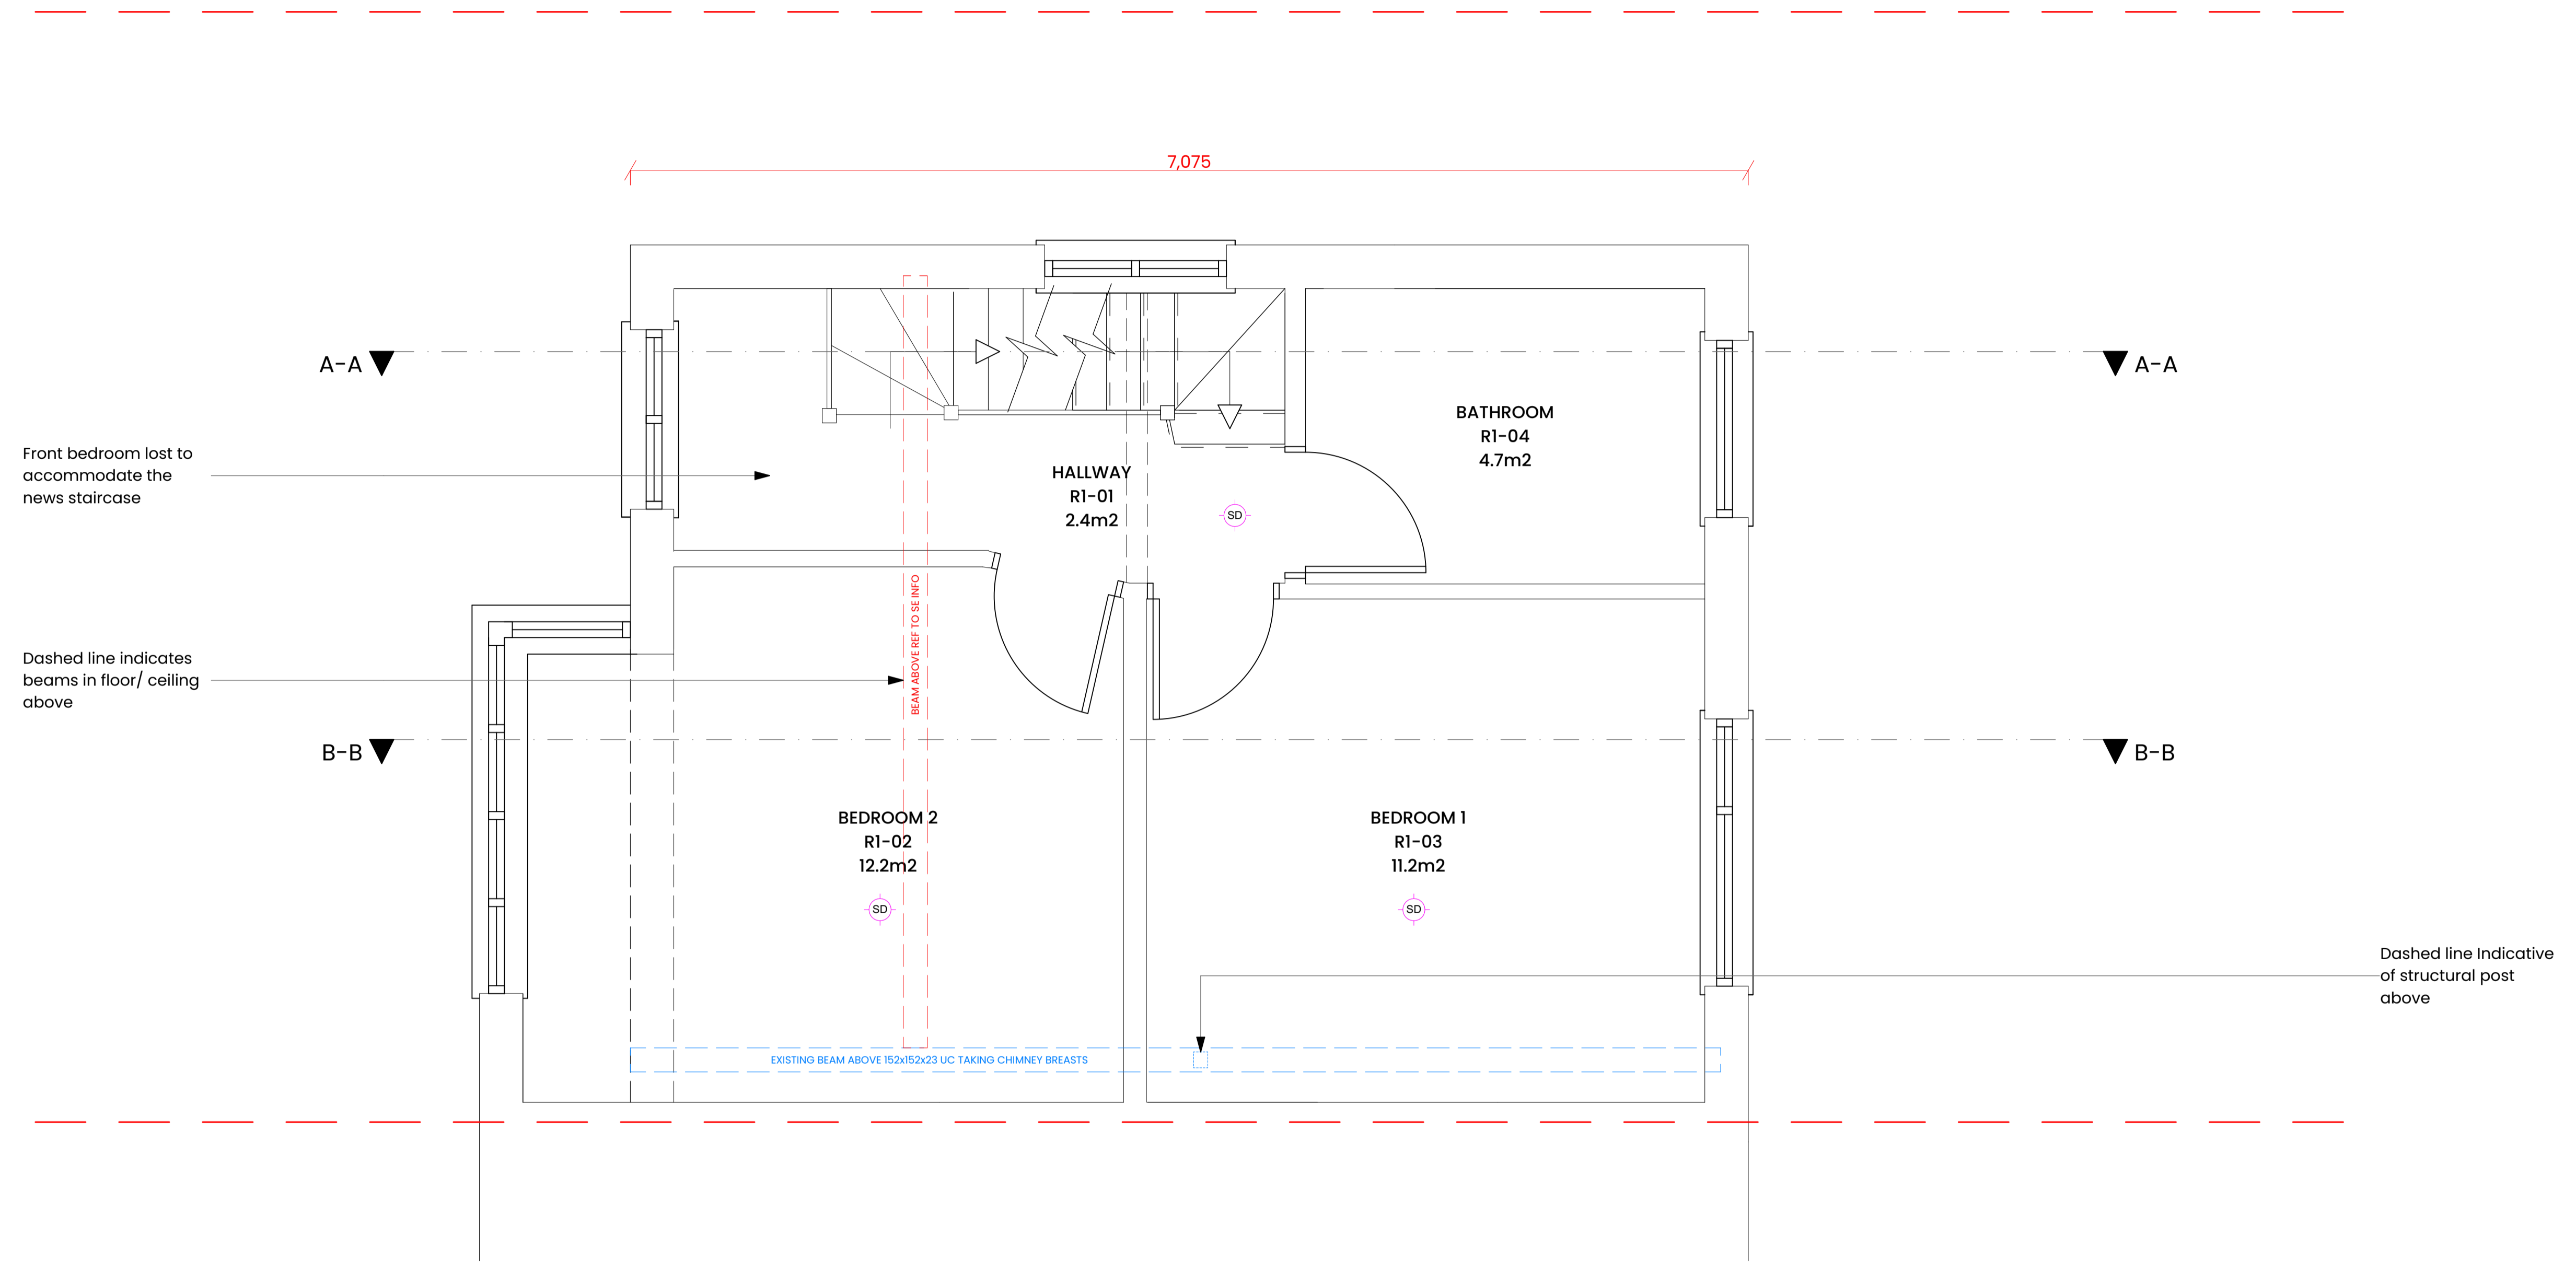 7,075
A-A
A-A
BATHROOM
R1-04
4.7m2
Front bedroom lost to
accommodate the
news staircase
HALLWAY
R1-01
2.4m2
SD
BEAM ABOVE REF TO SE INFO
Dashed line indicates
beams in floor/ ceiling
above
B-B
B-B
BEDROOM 2
R1-02
12.2m2
SD
BEDROOM 1
R1-03
11.2m2
SD
Dashed line Indicative
of structural post
above
EXISTING BEAM ABOVE 152x152x23 UC TAKING CHIMNEY BREASTS